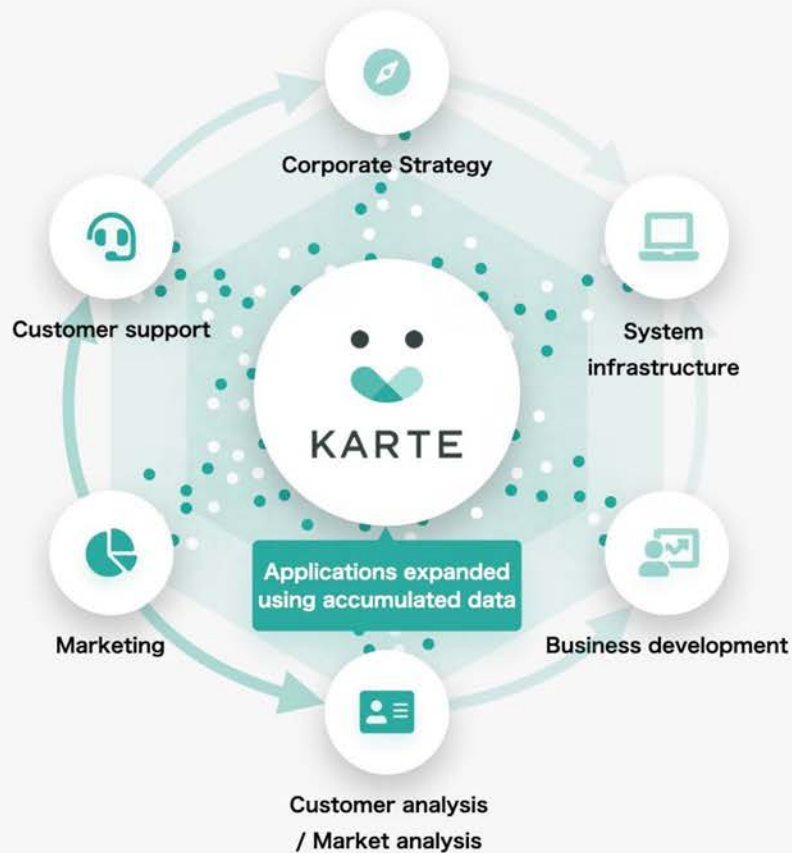 Corporate Strategy
Customer support
System
infrastructure
KARTE
Applications expanded
using accumulated data
Marketing
Business development
Customer analysis
/ Market analysis